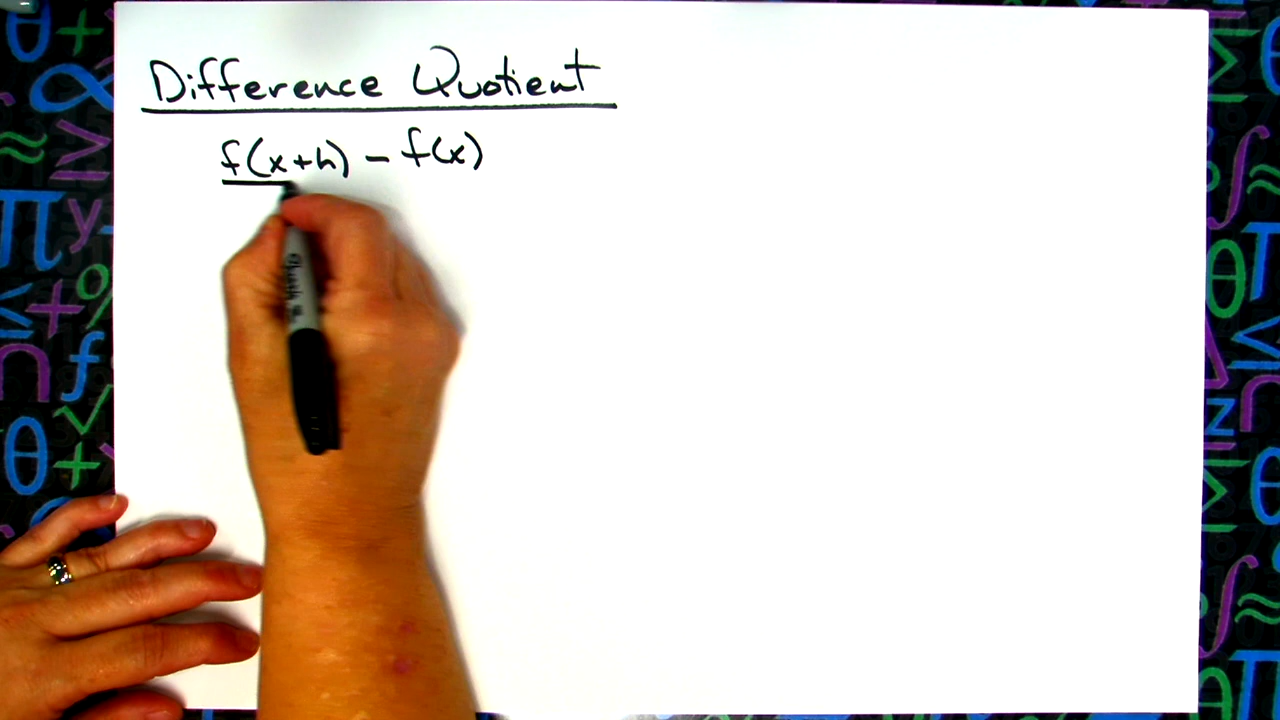 Difference Quotient
f(x+h) - f(x)